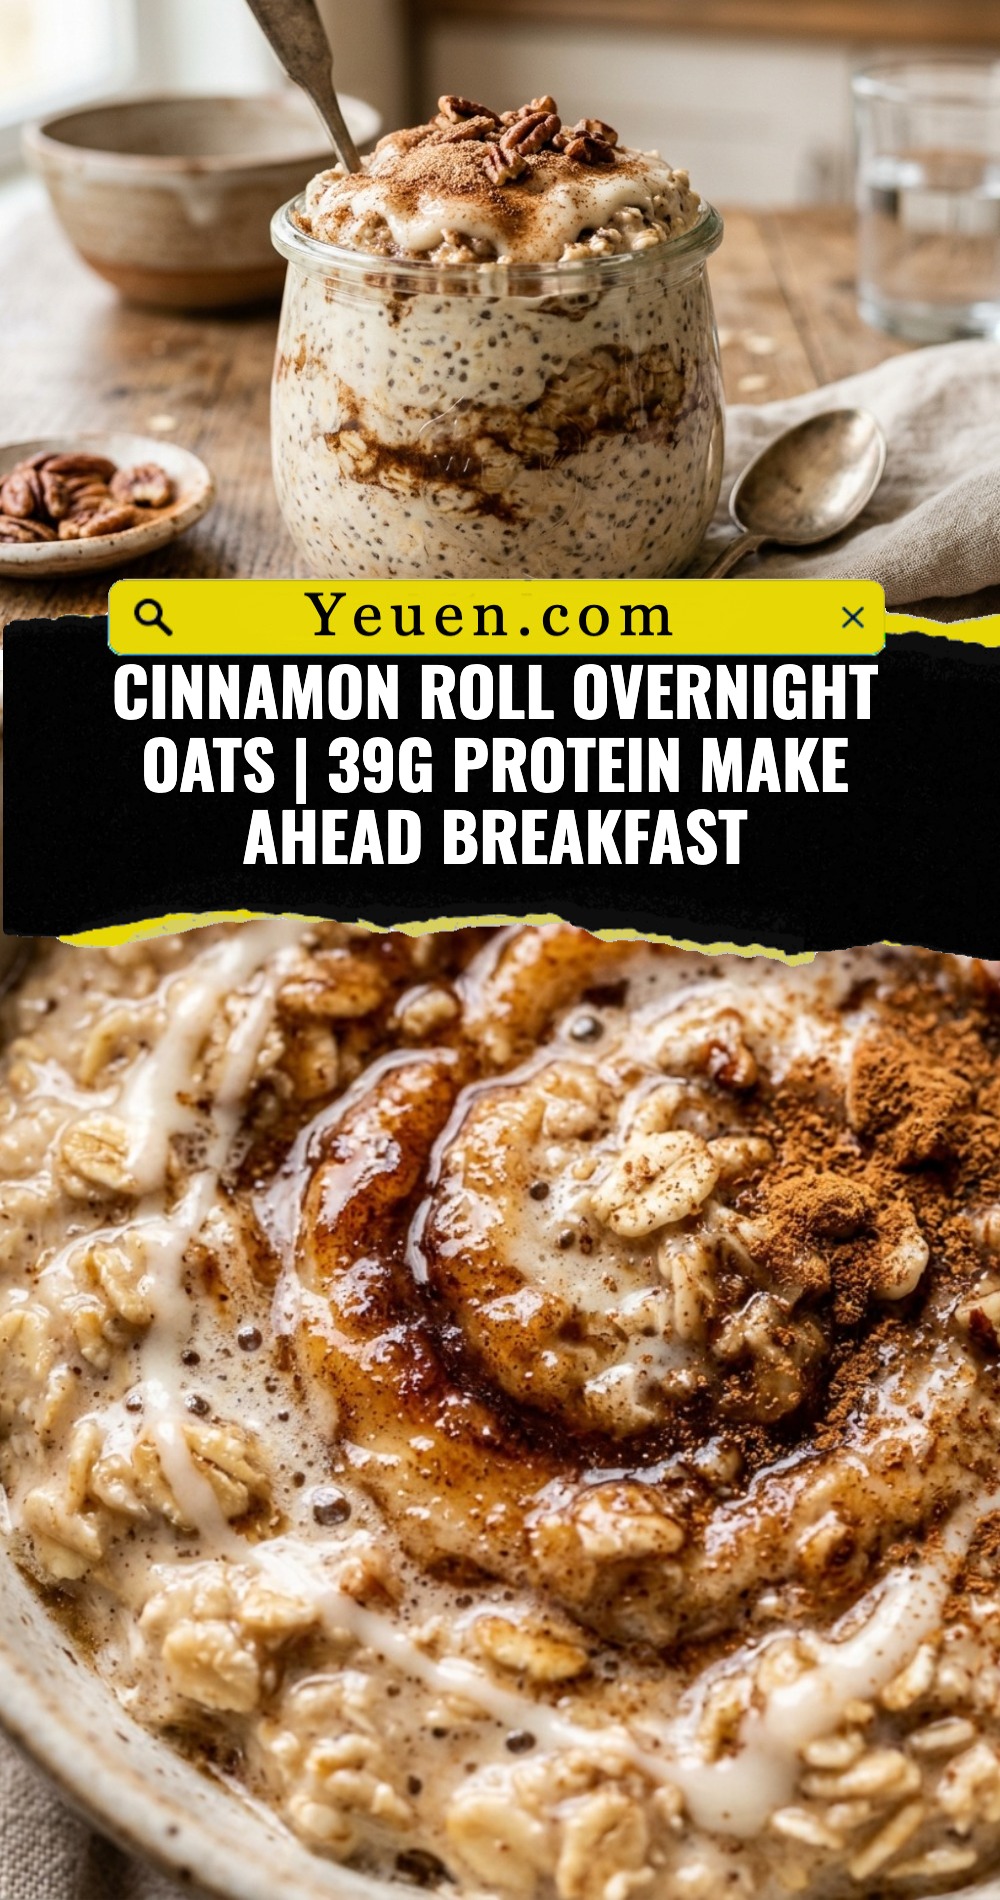 Yeuen.com
CINNAMON ROLL OVERNIGHT
OATS | 39G PROTEIN MAKE
AHEAD BREAKFAST